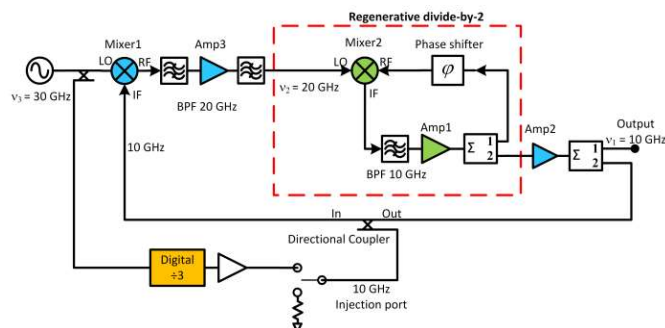 Regenerative divide-by-2
Mixer1
Amp3
Mixer2
Phase shifter
LO
RF
LO
RF
φ
ν3 = 30 GHz
IF
BPF 20 GHz
ν2 = 20 GHz
IF
Amp1
Amp2
Output
ν1 = 10 GHz
10 GHz
Σ
1
2
Σ
1
2
BPF 10 GHz
In
Out
Directional Coupler
Digital
÷3
10 GHz
Injection port